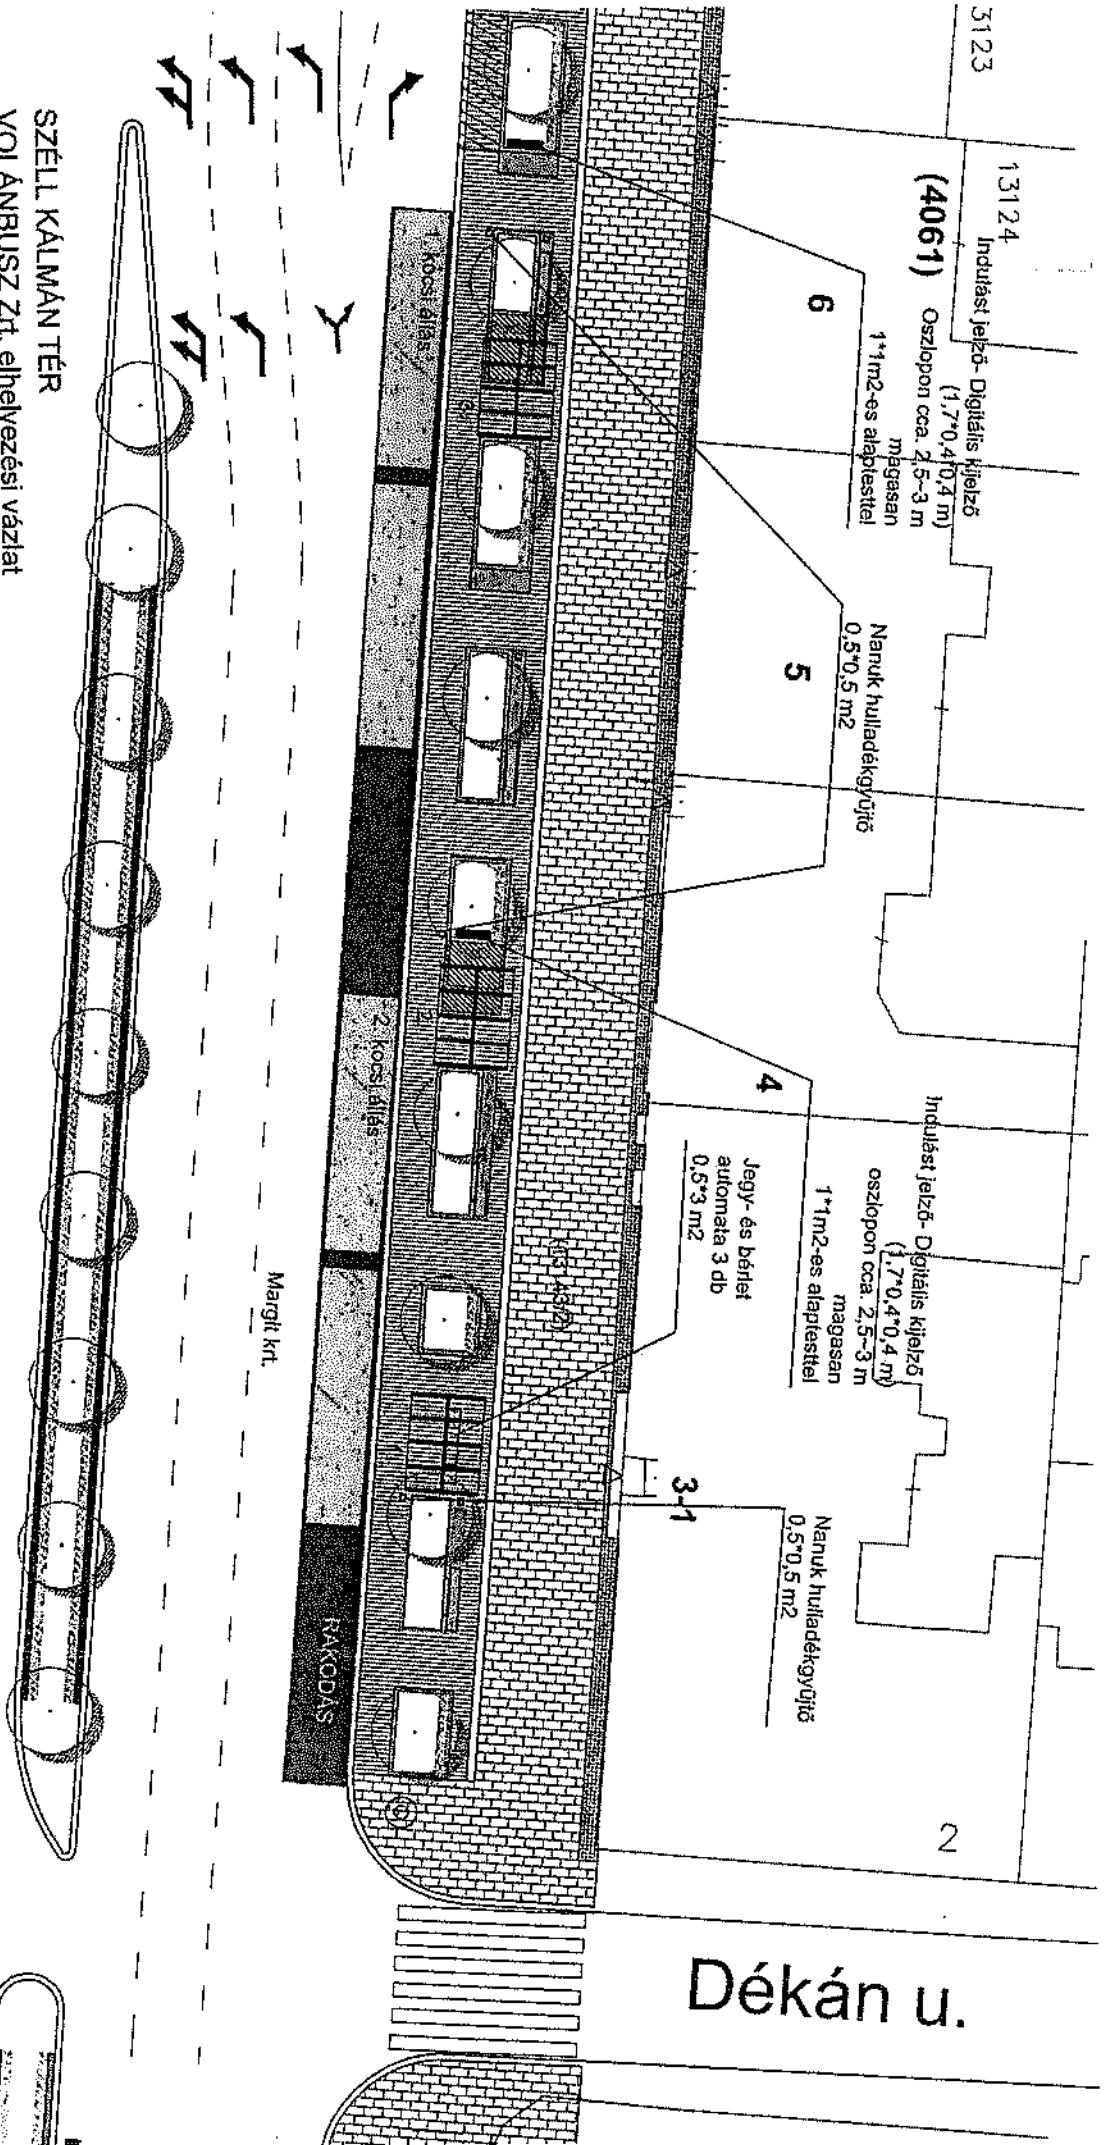 3123
13124
(4061)
Indulást jelző- Digitális kijelző
(1,7*0,4*0,4 m)
Oszlopon cca. 2,5~3 m
magasan
1*1m2-es alaptesttel
6
Nanuk hulladékgyűjtő
0,5*0,5 m2
5
Indulást jelző- Digitális kijelző
(1,7*0,4*0,4 m)
oszlopon cca. 2,5~3 m
magasan
1*1m2-es alaptesttel
4
Jegy- és bérlet
automata 3 db
0,5*3 m2
3-1
Nanuk hulladékgyűjtő
0,5*0,5 m2
2
Dékán u.
1. kocsi állás
2. kocsi állás
RAKODÁS
Margit krt.
SZÉLL KÁLMÁN TÉR
VOLÁNBUSZ Zrt. elhelyezési vázlat